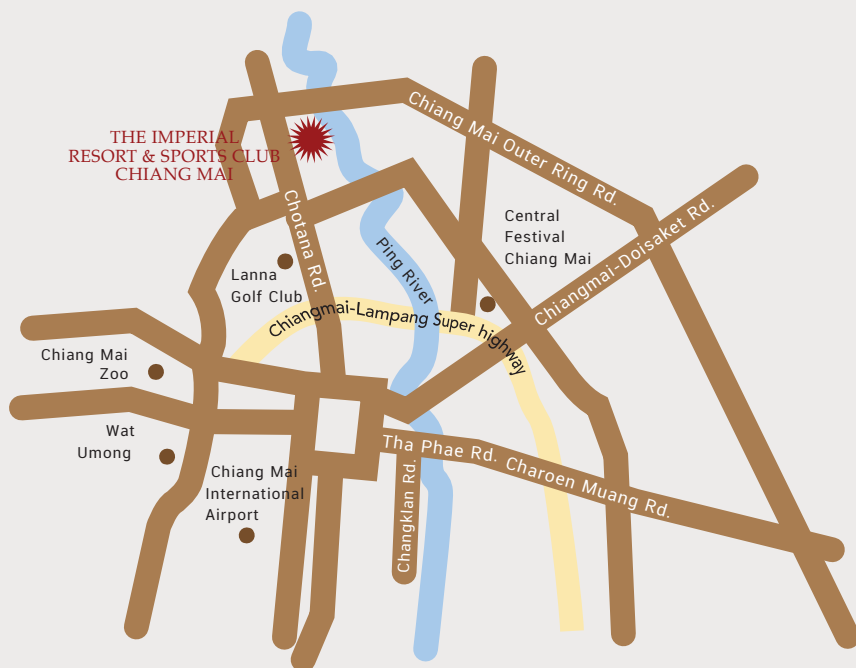 THE IMPERIAL
RESORT & SPORTS CLUB
CHIANG MAI
Chiang Mai Outer Ring Rd.
Chotana Rd.
Central
Festival
Chiang Mai
Chiangmai-Doisaket Rd.
Ping River
Lanna
Golf Club
Chiangmai-Lampang Super highway
Chiang Mai
Zoo
Wat
Umong
Tha Phae Rd.
Charoen Muang Rd.
Chiang Mai
International
Airport
Changklan Rd.